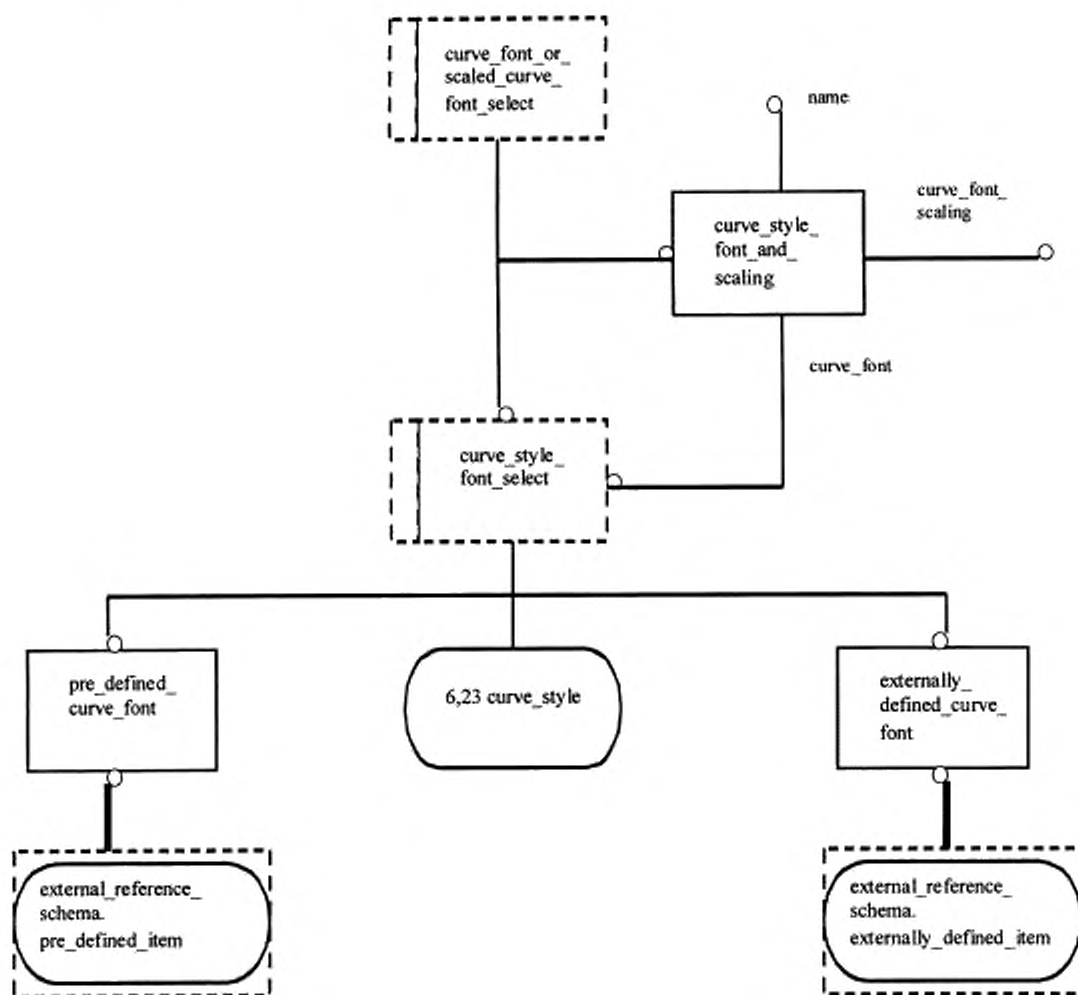 curve_font_or_
scaled_curve_
font_select
name
curve_font_
scaling
curve_style_
font_and_
scaling
curve_font
curve_style_
font_select
pre_defined_
curve_font
6,23 curve_style
externally_
defined_curve_
font
external_reference_
schema.
pre_defined_item
external_reference_
schema.
externally_defined_item